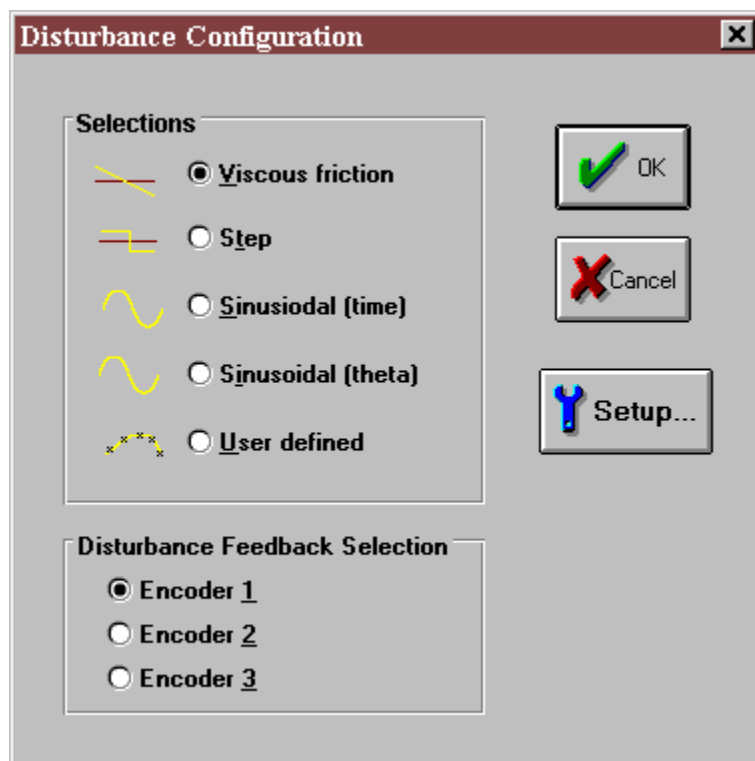 Disturbance Configuration
Selections
Viscous friction
Step
Sinusiodal (time)
Sinusoidal (theta)
User defined
OK
Cancel
Setup...
Disturbance Feedback Selection
Encoder 1
Encoder 2
Encoder 3